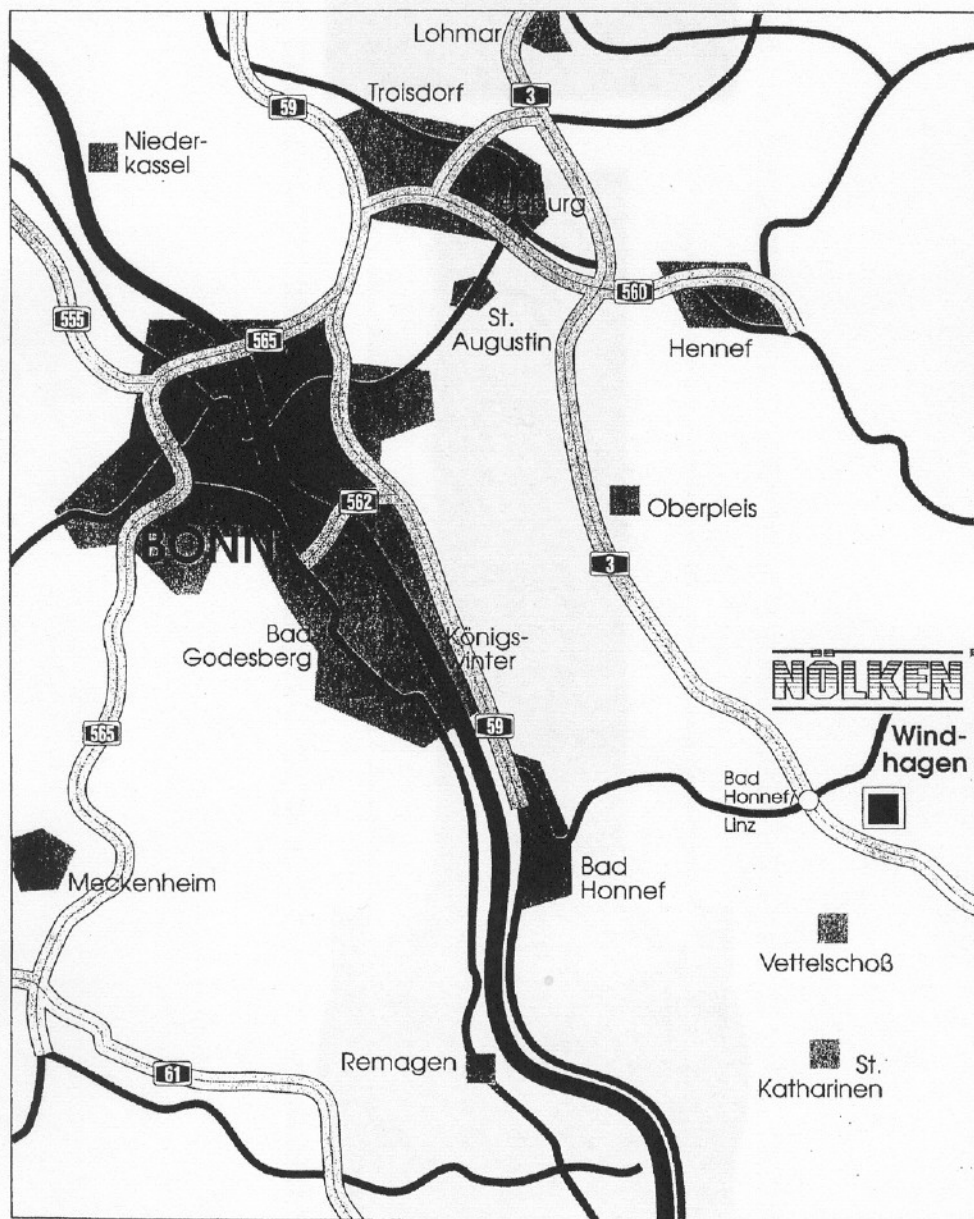 Lohmar
Troisdorf
3
59
Nieder-
kassel
555
565
560
St.
Augustin
Hennef
562
Oberpleis
BONN
3
Bad
Godesberg
Königs-
winter
NÖLKEN
59
565
Wind-
hagen
Bad
Honnef/
Linz
Meckenheim
Bad
Honnef
Vettelschoß
Remagen
61
St.
Katharinen